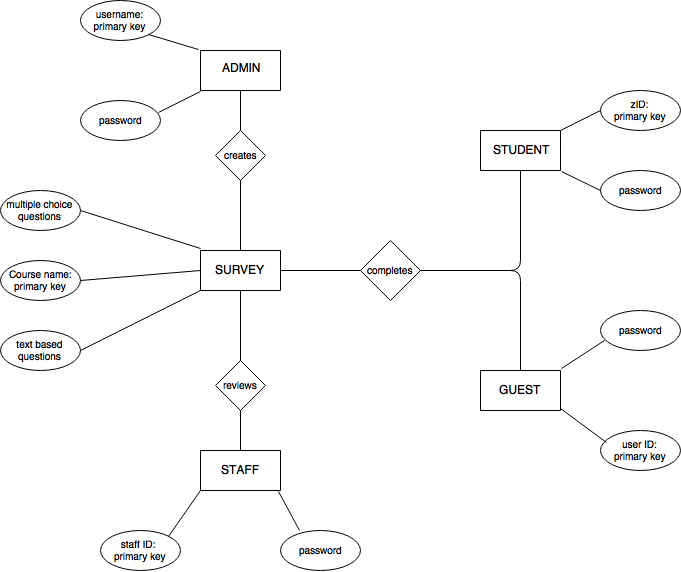 username:
primary key
ADMIN
password
creates
zID:
primary key
STUDENT
password
multiple choice
questions
Course name:
primary key
SURVEY
completes
text based
questions
password
reviews
GUEST
user ID:
primary key
STAFF
staff ID:
primary key
password